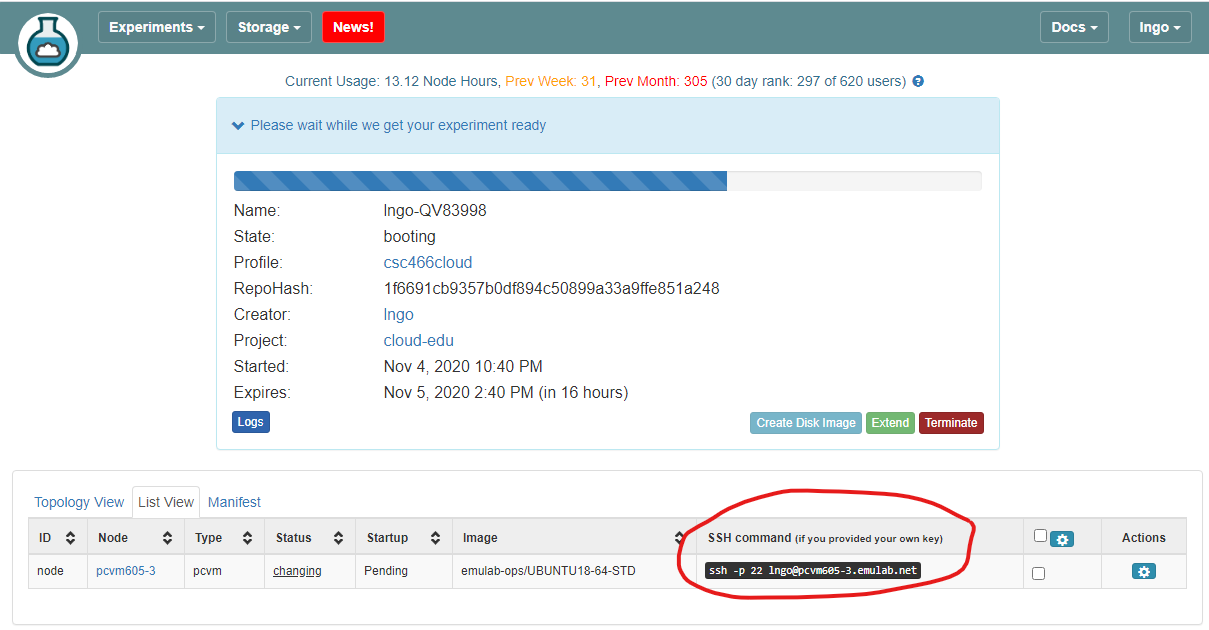 Experiments Storage News! Docs lngo
Current Usage: 13.12 Node Hours, Prev Week: 31, Prev Month: 305 (30 day rank: 297 of 620 users)
Please wait while we get your experiment ready
Name: lngo-QV83998
State: booting
Profile: csc466cloud
RepoHash: 1f6691cb9357b0df894c50899a33a9ffe851a248
Creator: lngo
Project: cloud-edu
Started: Nov 4, 2020 10:40 PM
Expires: Nov 5, 2020 2:40 PM (in 16 hours)
Logs Create Disk Image Extend Terminate
Topology View List View Manifest
ID Node Type Status Startup Image SSH command (if you provided your own key) Actions
node pcvm605-3 pcvm changing Pending emulab-ops/UBUNTU18-64-STD ssh -p 22 lngo@pcvm605-3.emulab.net